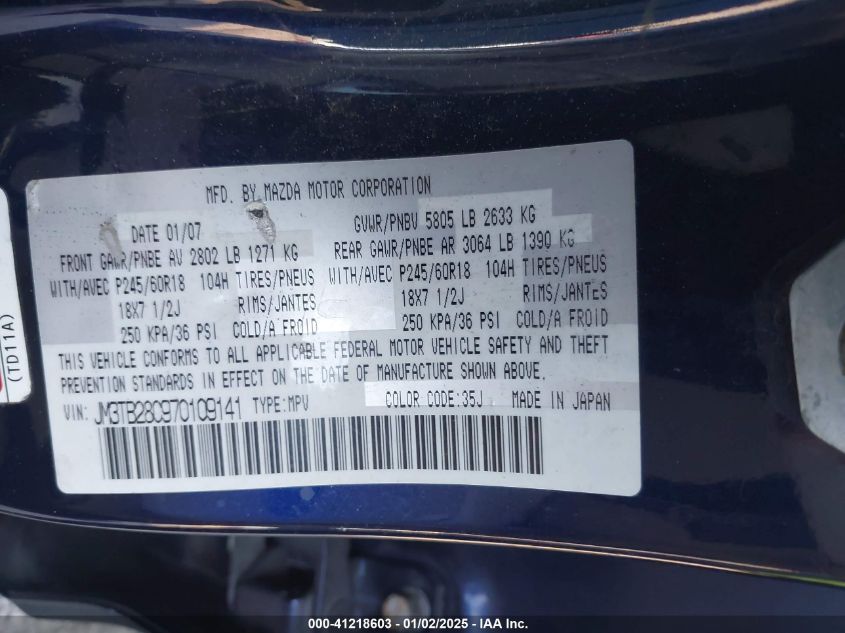 MFD. BY MAZDA MOTOR CORPORATION
DATE 01/07 GVWR/PNBV 5805 LB 2633 KG
FRONT GAWR/PNBE AV 2802 LB 1271 KG REAR GAWR/PNBE AR 3064 LB 1390 KG
WITH/AVEC P245/60R18 104H TIRES/PNEUS WITH/AVEC P245/60R18 104H TIRES/PNEUS
18X7 1/2J RIMS/JANTES 18X7 1/2J RIMS/JANTES
250 KPA/36 PSI COLD/A FROID 250 KPA/36 PSI COLD/A FROID
THIS VEHICLE CONFORMS TO ALL APPLICABLE FEDERAL MOTOR VEHICLE SAFETY AND THEFT
PREVENTION STANDARDS IN EFFECT ON THE DATE OF MANUFACTURE SHOWN ABOVE.
VIN: JM3TB28C970109141 TYPE:MPV COLOR CODE:35J MADE IN JAPAN
(TD11A)
000-41218603 - 01/02/2025 - IAA Inc.